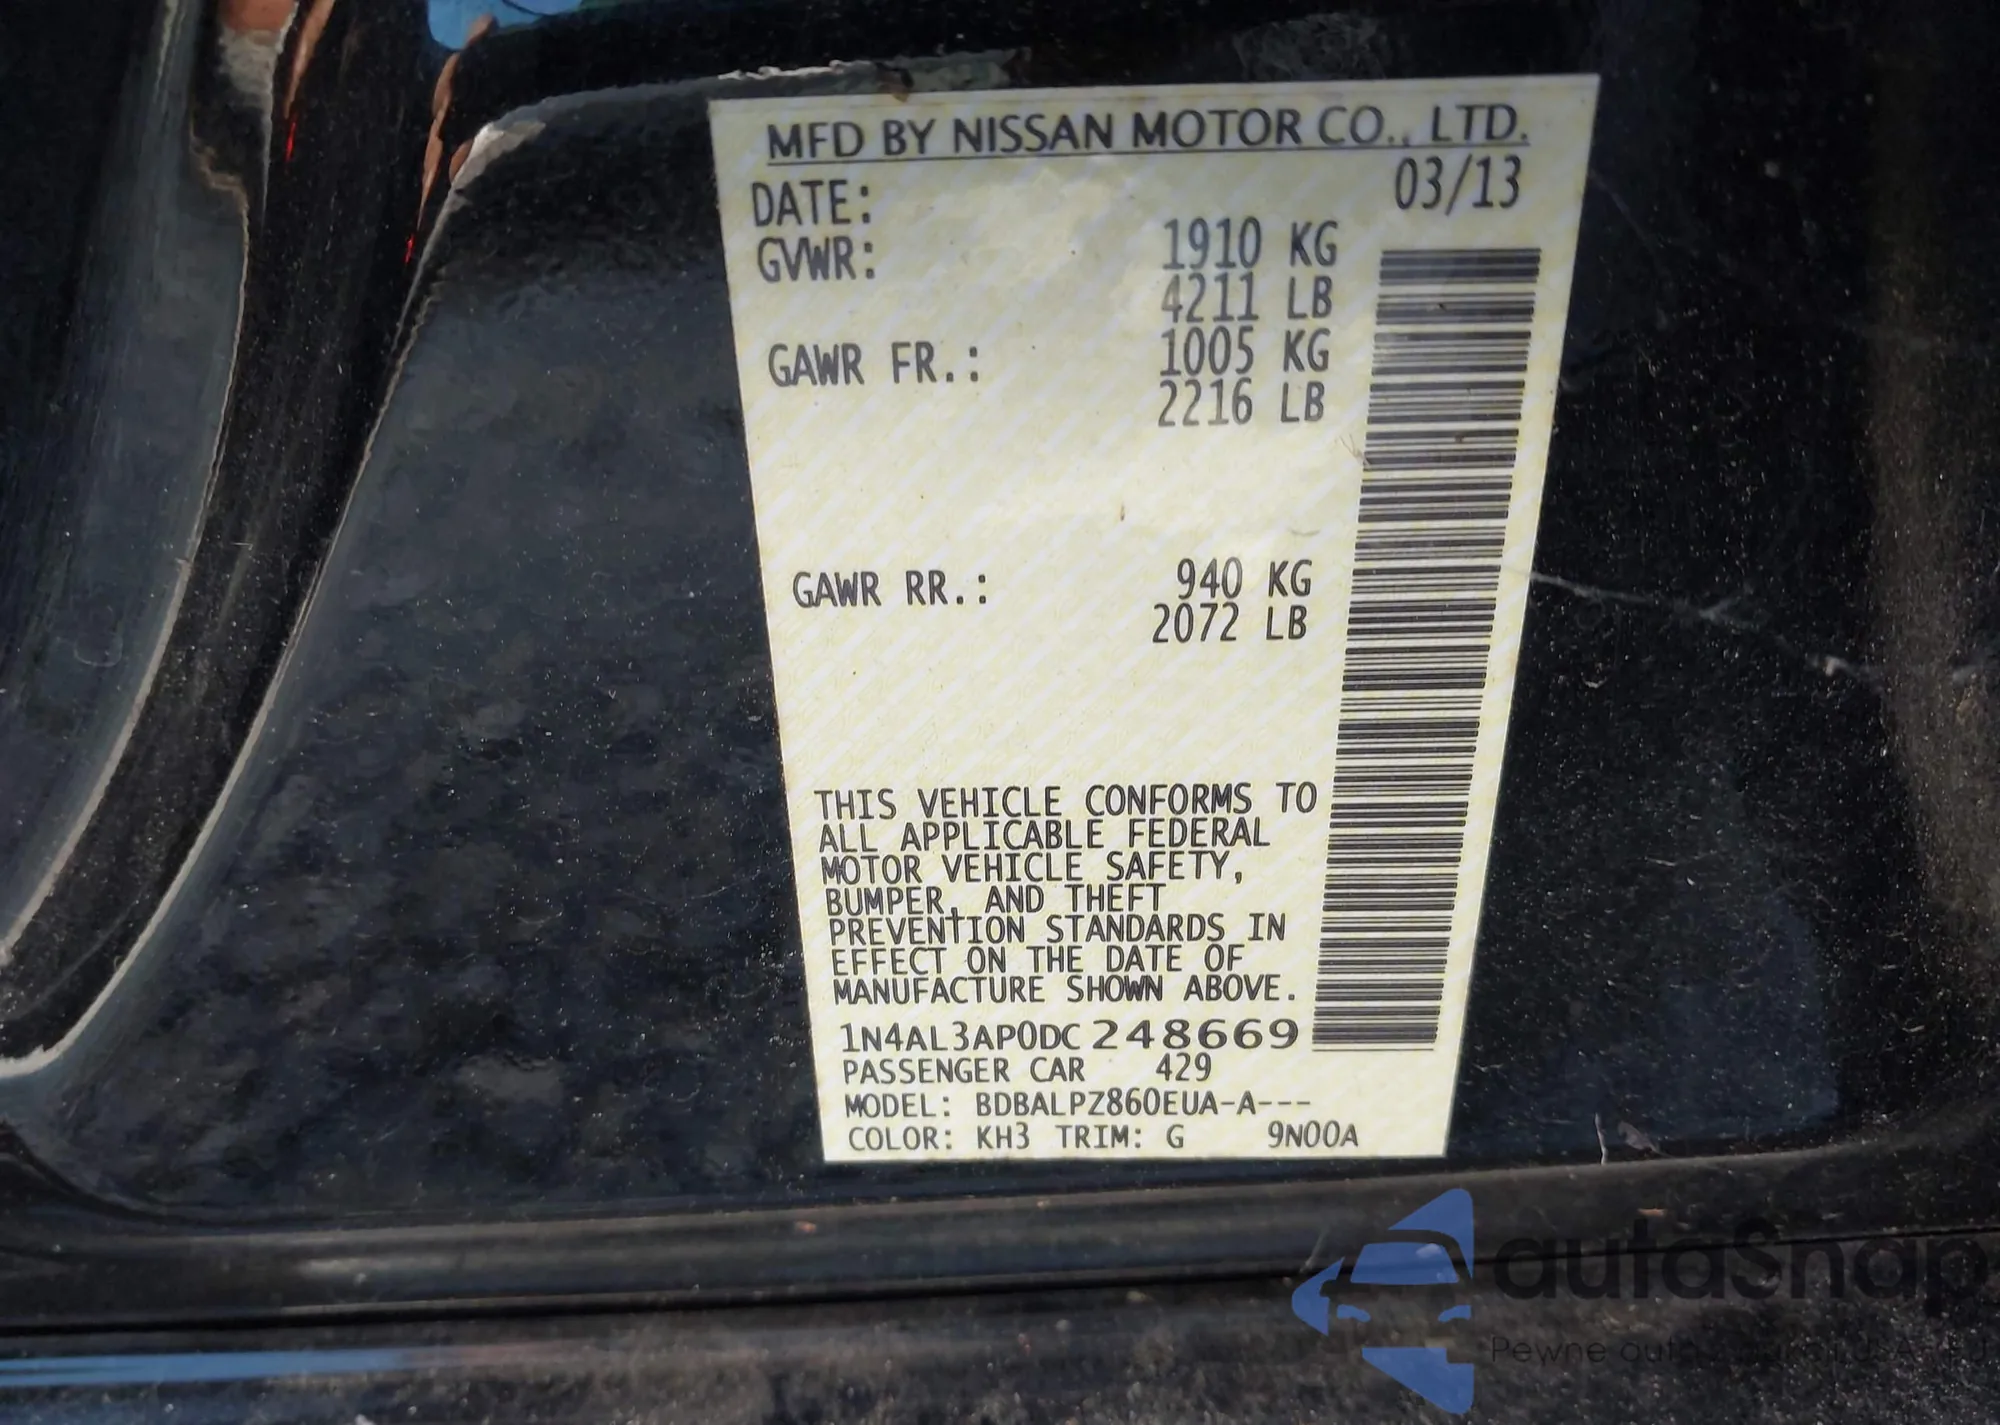 MFD BY NISSAN MOTOR CO., LTD.
DATE: 03/13
GVWR: 1910 KG
4211 LB
GAWR FR.: 1005 KG
2216 LB
GAWR RR.: 940 KG
2072 LB
THIS VEHICLE CONFORMS TO
ALL APPLICABLE FEDERAL
MOTOR VEHICLE SAFETY,
BUMPER, AND THEFT
PREVENTION STANDARDS IN
EFFECT ON THE DATE OF
MANUFACTURE SHOWN ABOVE.
1N4AL3AP0DC248669
PASSENGER CAR 429
MODEL: BDBALPZ860EUA-A---
COLOR: KH3 TRIM: G 9N00A
autoSnap
Pewne auto